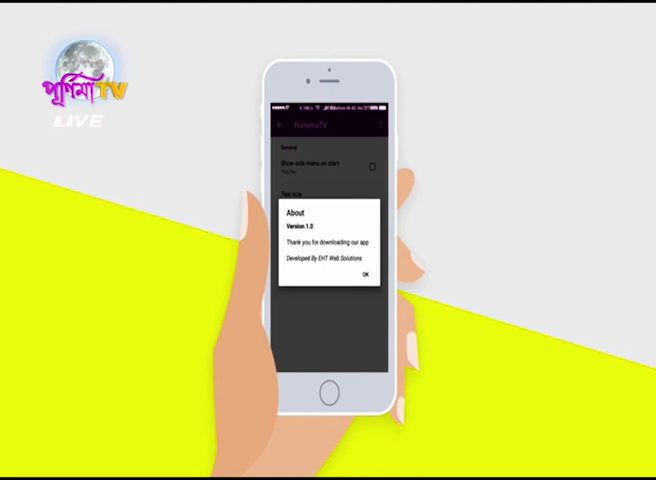 পূর্ণিমা TV
LIVE
PurnimaTV
General
Show side menu on start
Text size
About
Version 1.0
Thank you for downloading our app
Developed By EHT Web Solutions
OK